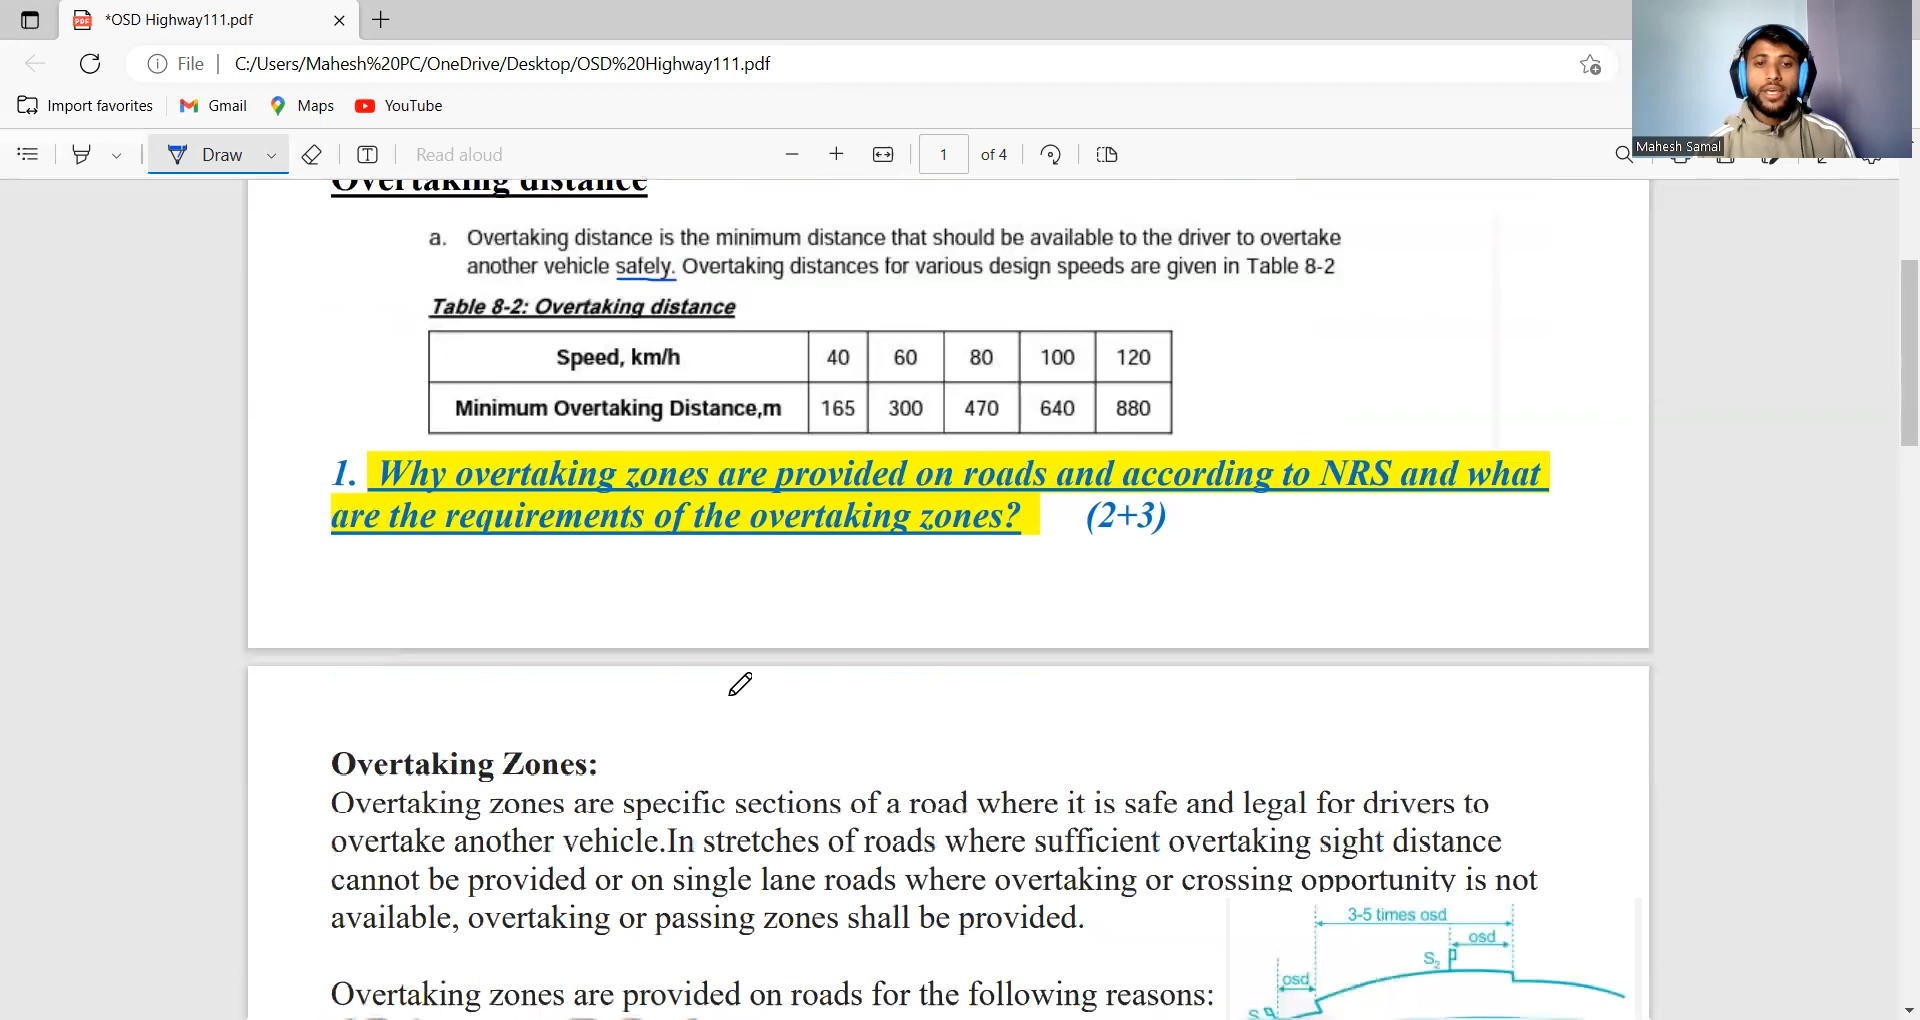 *OSD Highway111.pdf
File
C:/Users/Mahesh%20PC/OneDrive/Desktop/OSD%20Highway111.pdf
Import favorites
Gmail
Maps
YouTube
Draw
Read aloud
1 of 4
Mahesh Samal
Overtaking distance
a. Overtaking distance is the minimum distance that should be available to the driver to overtake
another vehicle safely. Overtaking distances for various design speeds are given in Table 8-2
Table 8-2: Overtaking distance
Speed, km/h 40 60 80 100 120
Minimum Overtaking Distance,m 165 300 470 640 880
1. Why overtaking zones are provided on roads and according to NRS and what
are the requirements of the overtaking zones? (2+3)
Overtaking Zones:
Overtaking zones are specific sections of a road where it is safe and legal for drivers to
overtake another vehicle.In stretches of roads where sufficient overtaking sight distance
cannot be provided or on single lane roads where overtaking or crossing opportunity is not
available, overtaking or passing zones shall be provided.
3-5 times osd
osd
S2
osd
Overtaking zones are provided on roads for the following reasons: